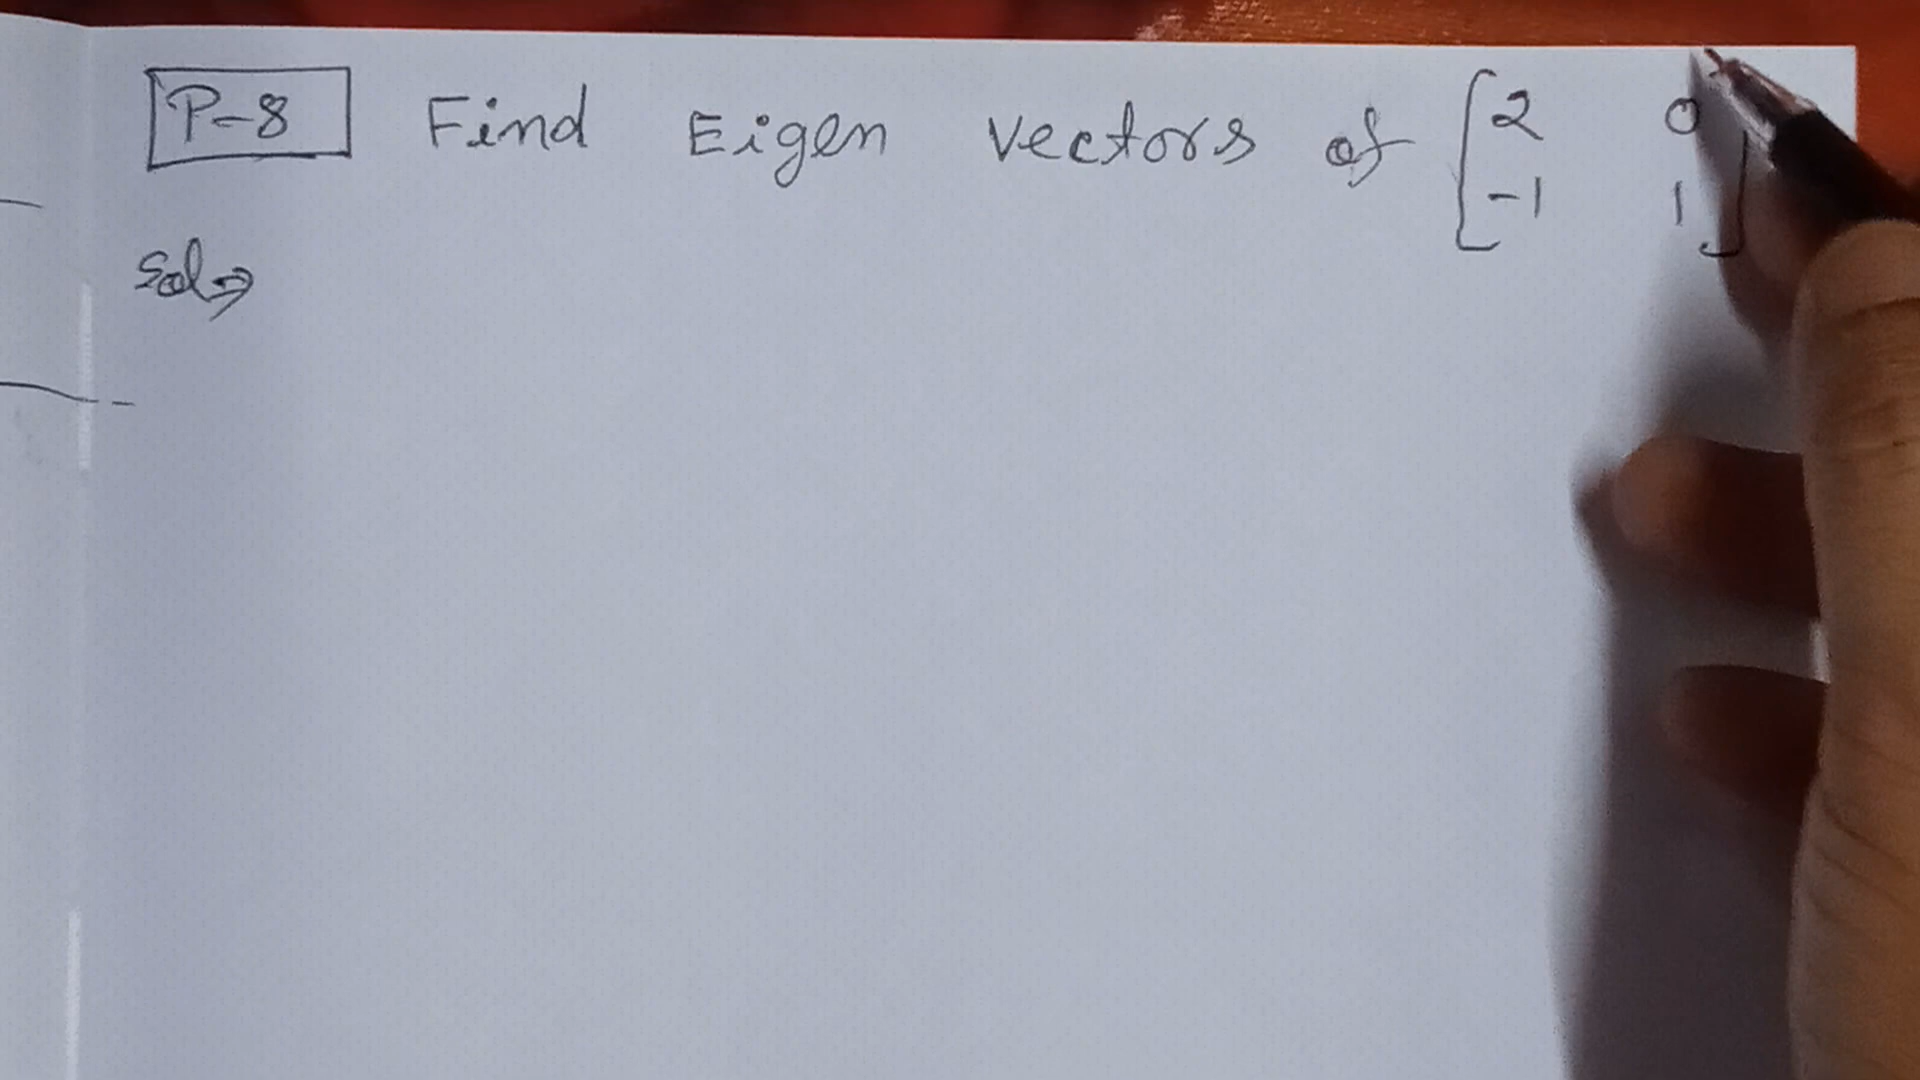 P-8 Find Eigen vectors of [2 0
-1 1]
Sol⇒